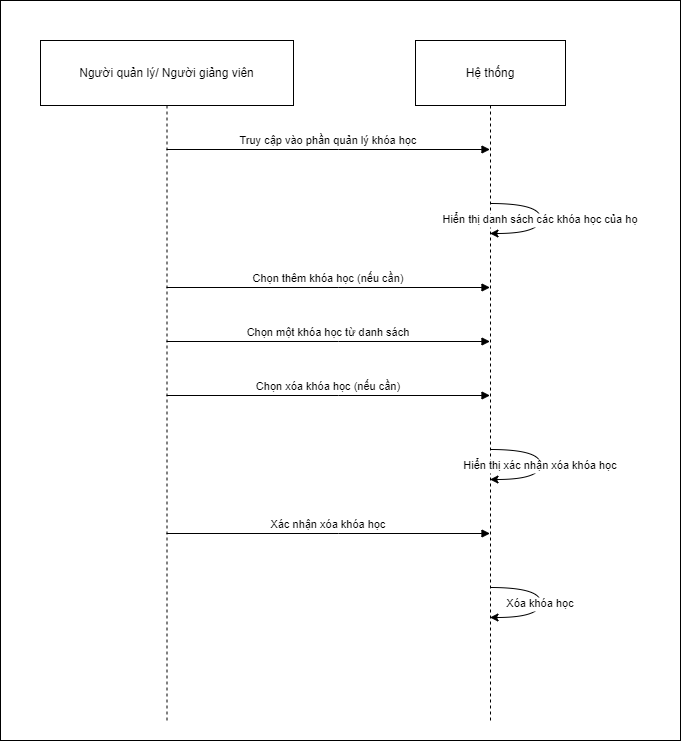 Người quản lý/ Người giảng viên
Hệ thống
Truy cập vào phần quản lý khóa học
Hiển thị danh sách các khóa học của họ
Chọn thêm khóa học (nếu cần)
Chọn một khóa học từ danh sách
Chọn xóa khóa học (nếu cần)
Hiển thị xác nhận xóa khóa học
Xác nhận xóa khóa học
Xóa khóa học